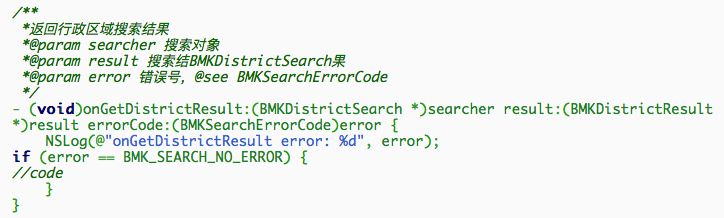 /**
 *返回行政区域搜索结果
 *@param searcher 搜索对象
 *@param result 搜索结BMKDistrictSearch果
 *@param error 错误号, @see BMKSearchErrorCode
 */
- (void)onGetDistrictResult:(BMKDistrictSearch *)searcher result:(BMKDistrictResult
*)result errorCode:(BMKSearchErrorCode)error {
    NSLog(@"onGetDistrictResult error: %d", error);
if (error == BMK_SEARCH_NO_ERROR) {
//code
    }
}